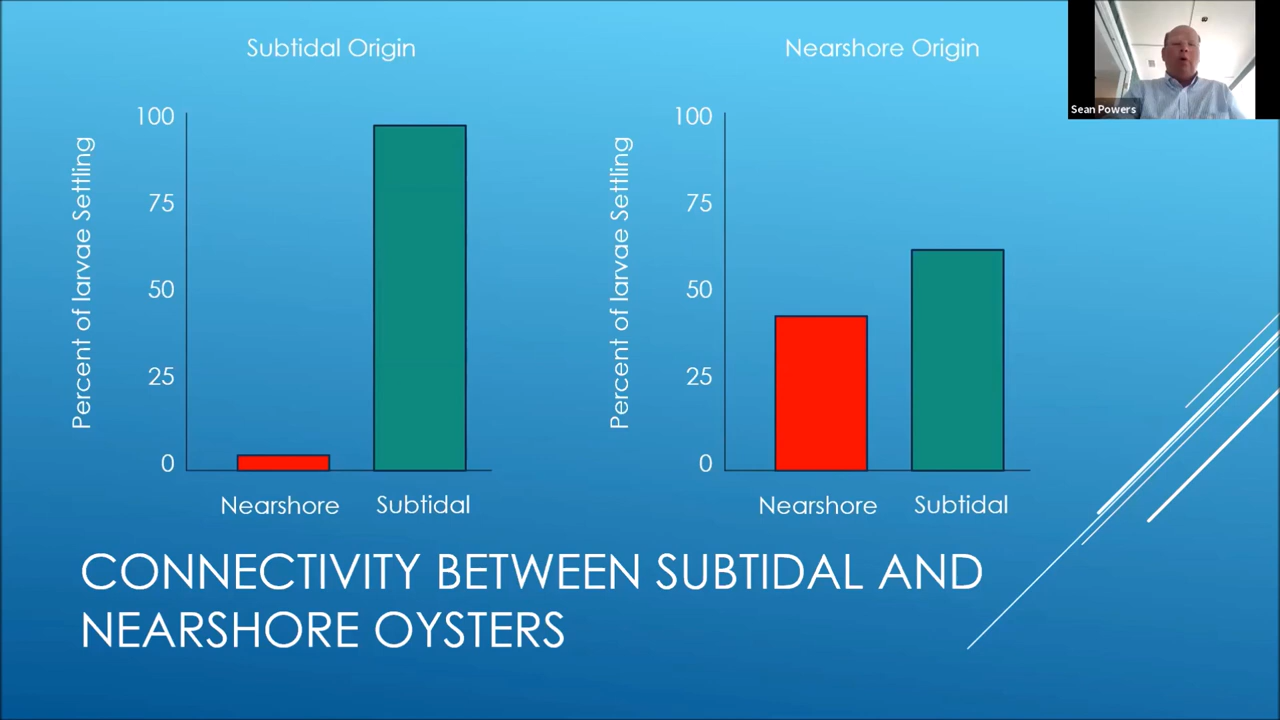 Subtidal Origin
Percent of larvae Settling
100
75
50
25
0
Nearshore
Subtidal
Nearshore Origin
Percent of larvae Settling
100
75
50
25
0
Nearshore
Subtidal
Sean Powers
CONNECTIVITY BETWEEN SUBTIDAL AND
NEARSHORE OYSTERS